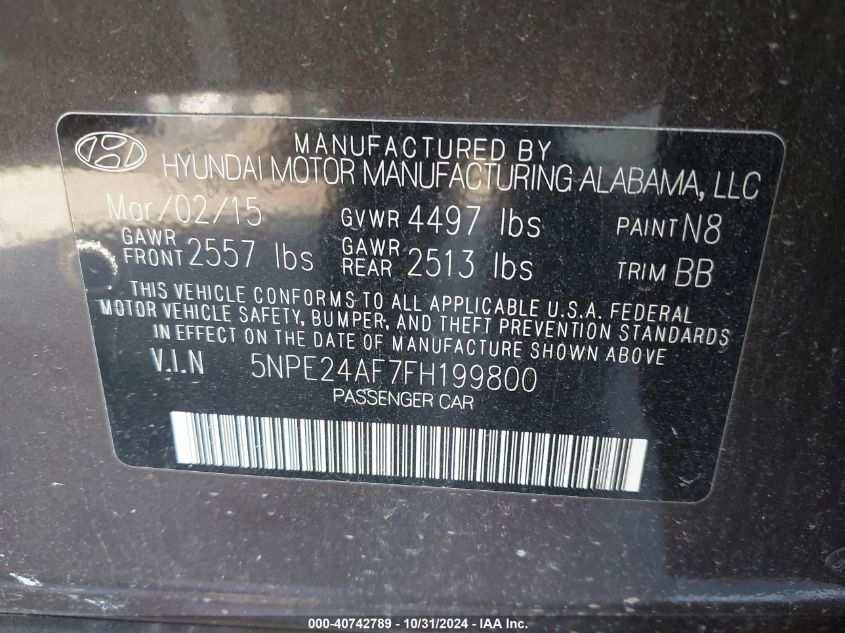 MANUFACTURED BY
HYUNDAI MOTOR MANUFACTURING ALABAMA, LLC
Mar/02/15 GVWR 4497 lbs PAINT N8
GAWR FRONT 2557 lbs GAWR REAR 2513 lbs TRIM BB
THIS VEHICLE CONFORMS TO ALL APPLICABLE U.S.A. FEDERAL
MOTOR VEHICLE SAFETY, BUMPER, AND THEFT PREVENTION STANDARDS
IN EFFECT ON THE DATE OF MANUFACTURE SHOWN ABOVE
V.I.N 5NPE24AF7FH199800
PASSENGER CAR
000-40742789 - 10/31/2024 - IAA Inc.